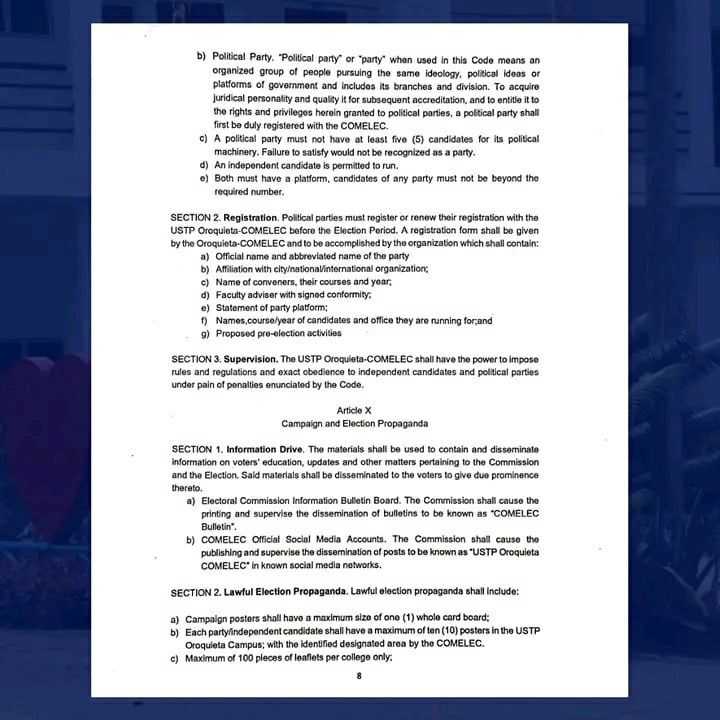 b) Political Party. "Political party" or "party" when used in this Code means an
organized group of people pursuing the same ideology, political ideas or
platforms of government and includes its branches and division. To acquire
juridical personality and quality it for subsequent accreditation, and to entitle it to
the rights and privileges herein granted to political parties, a political party shall
first be duly registered with the COMELEC.
c) A political party must not have at least five (5) candidates for its political
machinery. Failure to satisfy would not be recognized as a party.
d) An independent candidate is permitted to run.
e) Both must have a platform, candidates of any party must not be beyond the
required number.
SECTION 2. Registration. Political parties must register or renew their registration with the
USTP Oroquieta-COMELEC before the Election Period. A registration form shall be given
by the Oroquieta-COMELEC and to be accomplished by the organization which shall contain:
a) Official name and abbreviated name of the party
b) Affiliation with city/national/international organization;
c) Name of conveners, their courses and year;
d) Faculty adviser with signed conformity;
e) Statement of party platform;
f) Names,course/year of candidates and office they are running for;and
g) Proposed pre-election activities
SECTION 3. Supervision. The USTP Oroquieta-COMELEC shall have the power to impose
rules and regulations and exact obedience to independent candidates and political parties
under pain of penalties enunciated by the Code.
Article X
Campaign and Election Propaganda
SECTION 1. Information Drive. The materials shall be used to contain and disseminate
information on voters' education, updates and other matters pertaining to the Commission
and the Election. Said materials shall be disseminated to the voters to give due prominence
thereto.
a) Electoral Commission Information Bulletin Board. The Commission shall cause the
printing and supervise the dissemination of bulletins to be known as "COMELEC
Bulletin".
b) COMELEC Official Social Media Accounts. The Commission shall cause the
publishing and supervise the dissemination of posts to be known as "USTP Oroquieta
COMELEC" in known social media networks.
SECTION 2. Lawful Election Propaganda. Lawful election propaganda shall include:
a) Campaign posters shall have a maximum size of one (1) whole card board;
b) Each party/independent candidate shall have a maximum of ten (10) posters in the USTP
Oroquieta Campus; with the identified designated area by the COMELEC.
c) Maximum of 100 pieces of leaflets per college only;
8